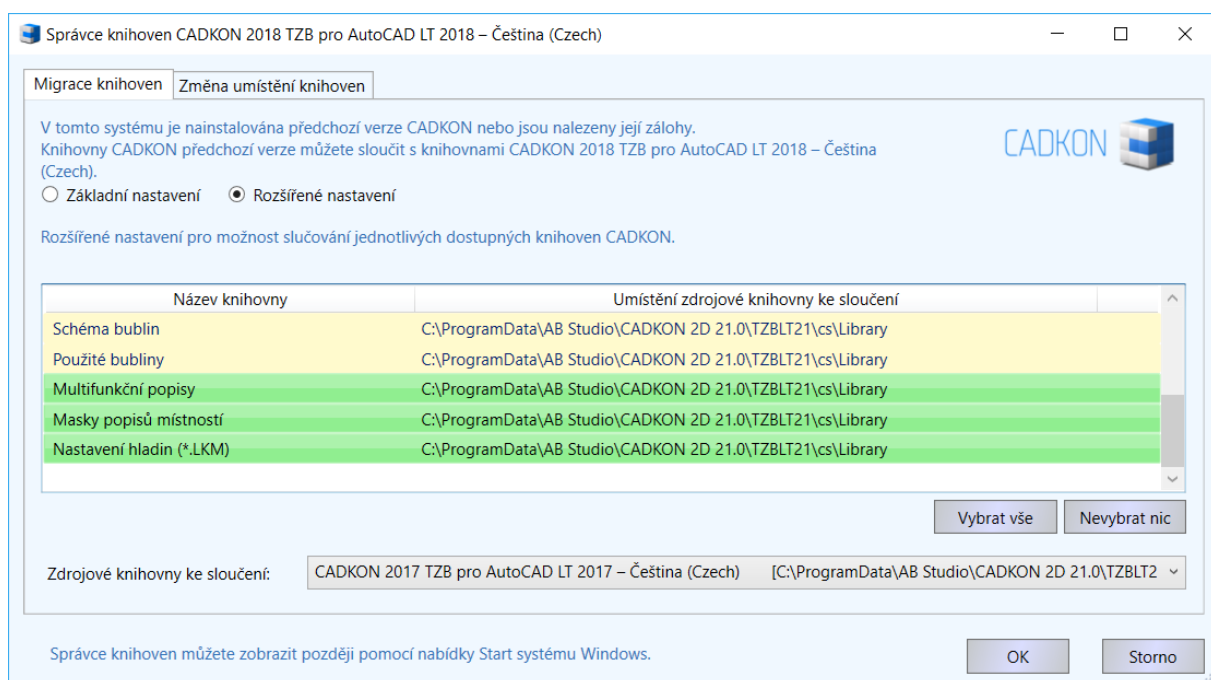 Správce knihoven CADKON 2018 TZB pro AutoCAD LT 2018 – Čeština (Czech)
Migrace knihoven Změna umístění knihoven
V tomto systému je nainstalována předchozí verze CADKON nebo jsou nalezeny její zálohy.
Knihovny CADKON předchozí verze můžete sloučit s knihovnami CADKON 2018 TZB pro AutoCAD LT 2018 – Čeština
(Czech).
CADKON
Základní nastavení Rozšířené nastavení
Rozšířené nastavení pro možnost slučování jednotlivých dostupných knihoven CADKON.
Název knihovny Umístění zdrojové knihovny ke sloučení
Schéma bublin C:\ProgramData\AB Studio\CADKON 2D 21.0\TZBLT21\cs\Library
Použité bubliny C:\ProgramData\AB Studio\CADKON 2D 21.0\TZBLT21\cs\Library
Multifunkční popisy C:\ProgramData\AB Studio\CADKON 2D 21.0\TZBLT21\cs\Library
Masky popisů místností C:\ProgramData\AB Studio\CADKON 2D 21.0\TZBLT21\cs\Library
Nastavení hladin (*.LKM) C:\ProgramData\AB Studio\CADKON 2D 21.0\TZBLT21\cs\Library
Vybrat vše Nevybrat nic
Zdrojové knihovny ke sloučení: CADKON 2017 TZB pro AutoCAD LT 2017 – Čeština (Czech) [C:\ProgramData\AB Studio\CADKON 2D 21.0\TZBLT2
Správce knihoven můžete zobrazit později pomocí nabídky Start systému Windows.
OK Storno